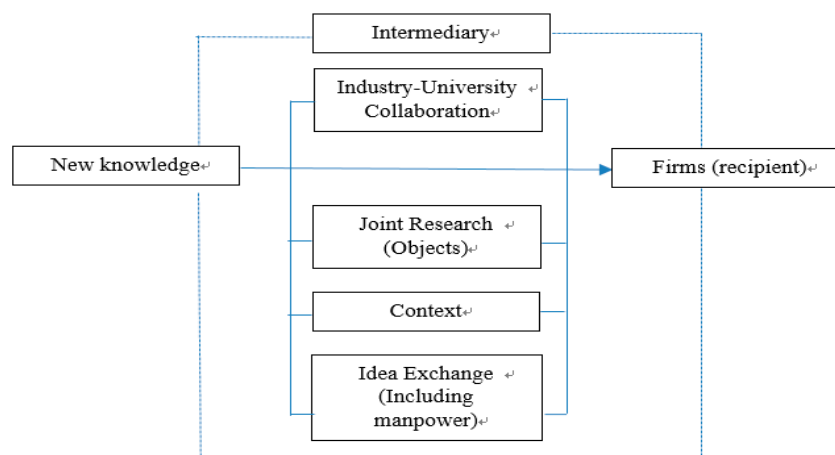 Intermediary↵
Industry-University
Collaboration↵
New knowledge↵
Firms (recipient)↵
Joint Research ↵
(Objects)↵
Context↵
Idea Exchange ↵
(Including
manpower)↵